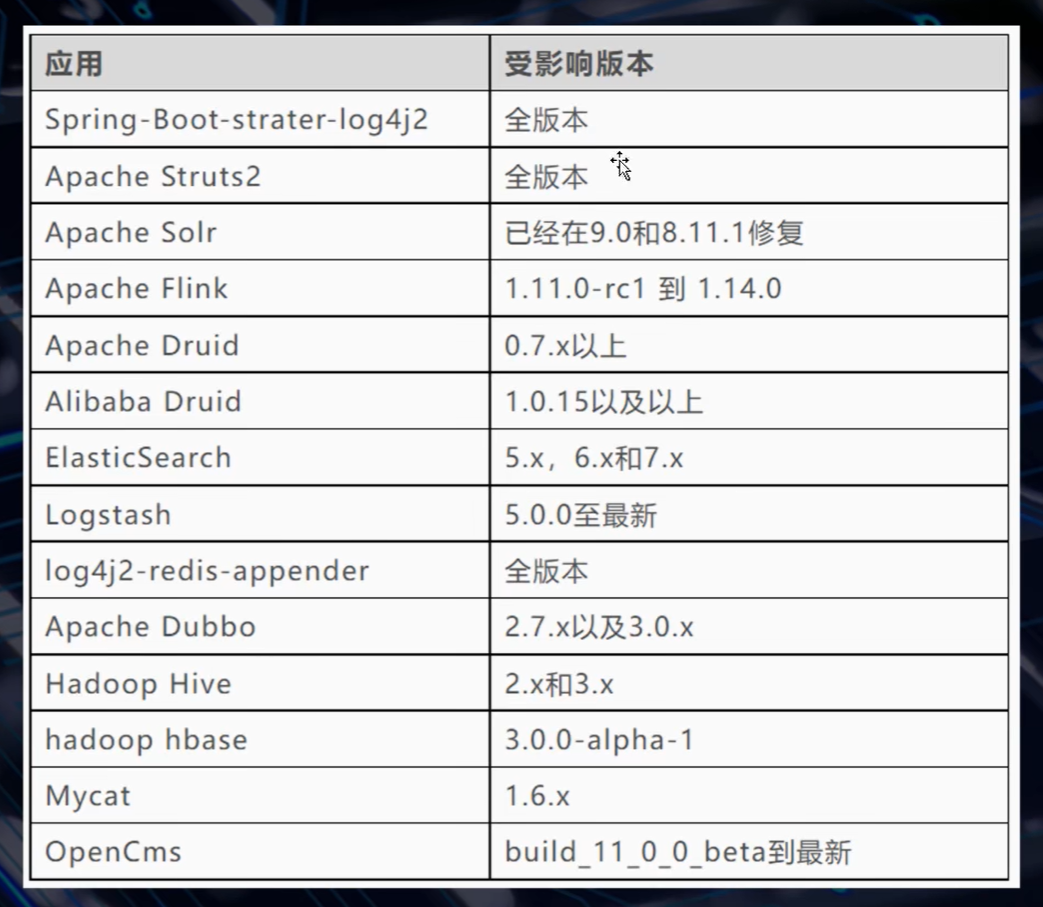 应用 受影响版本
Spring-Boot-strater-log4j2 全版本
Apache Struts2 全版本
Apache Solr 已经在9.0和8.11.1修复
Apache Flink 1.11.0-rc1 到 1.14.0
Apache Druid 0.7.x以上
Alibaba Druid 1.0.15以及以上
ElasticSearch 5.x，6.x和7.x
Logstash 5.0.0至最新
log4j2-redis-appender 全版本
Apache Dubbo 2.7.x以及3.0.x
Hadoop Hive 2.x和3.x
hadoop hbase 3.0.0-alpha-1
Mycat 1.6.x
OpenCms build_11_0_0_beta到最新